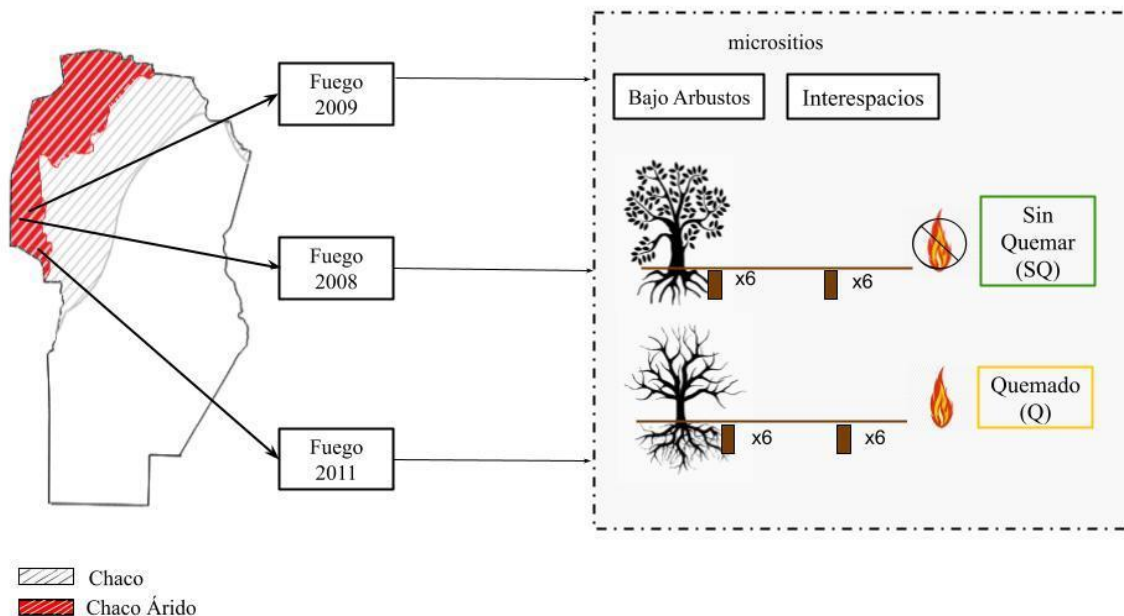 micrositios
Fuego
2009
Bajo Arbustos
Interespacios
Sin
Quemar
(SQ)
x6
x6
Fuego
2008
Quemado
(Q)
x6
x6
Fuego
2011
Chaco
Chaco Árido